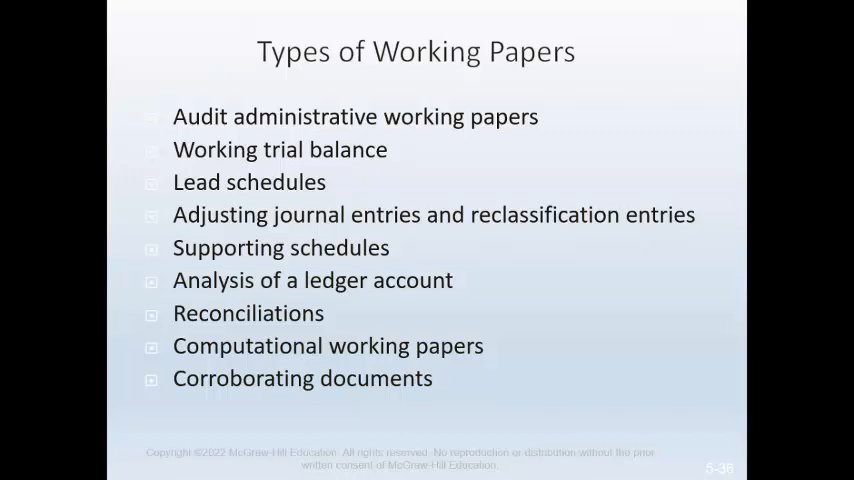 Types of Working Papers
Audit administrative working papers
Working trial balance
Lead schedules
Adjusting journal entries and reclassification entries
Supporting schedules
Analysis of a ledger account
Reconciliations
Computational working papers
Corroborating documents
Copyright ©2022 McGraw-Hill Education. All rights reserved. No reproduction or distribution without the prior
written consent of McGraw-Hill Education.
5-36